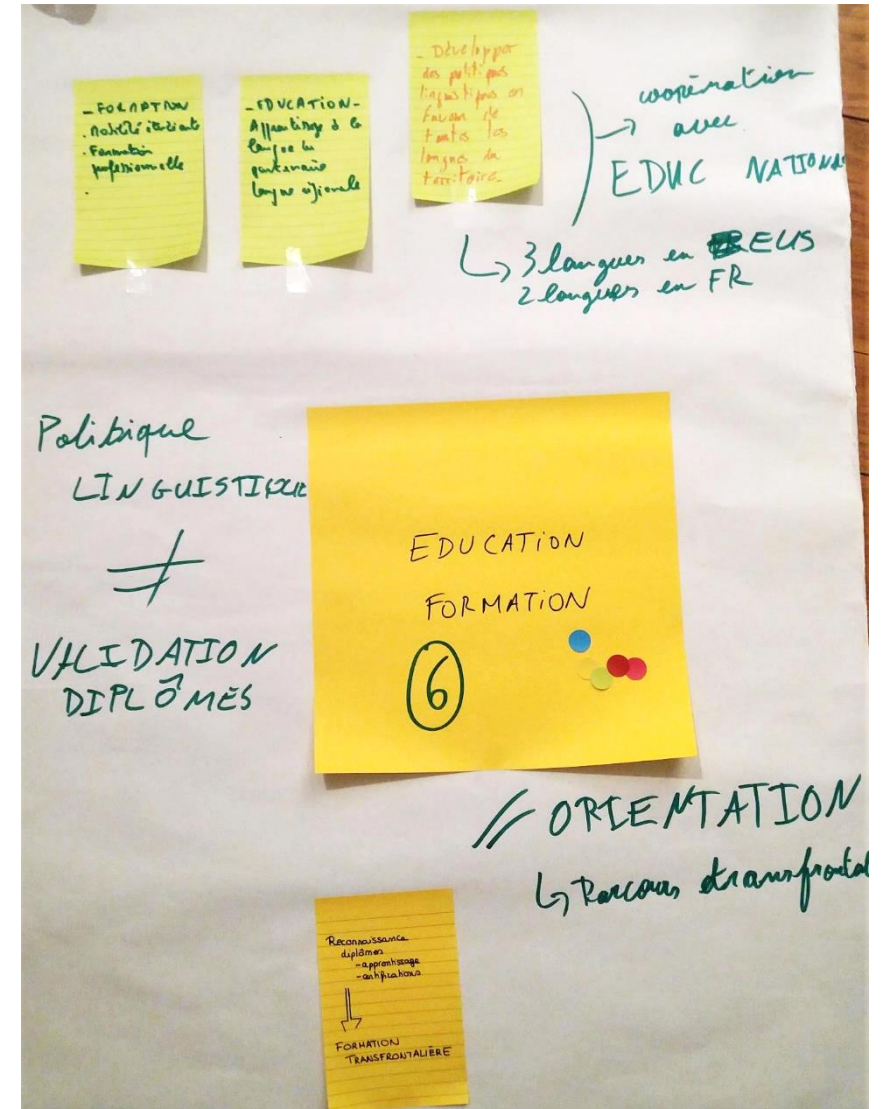 - FORMATION
. Mobilité étudiante
. Formation
professionnelle
.
- EDUCATION -
Apprentissage de la
langue du
partenaire
langue régionale
- Développer
des politiques
linguistiques en
faveur de
toutes les
langues du
territoire.
→ coopération
avec
EDUC NATIONA
↳ 3 langues en EUS
2 langues en FR
Politique
LINGUISTIQUE
≠
VALIDATION
DIPLÔMES
EDUCATION
FORMATION
6
// ORIENTATION
↳ Parcours transfrontal
Reconnaissance
diplômes
- apprentissage
- certifications
⇓
FORMATION
TRANSFRONTALIÈRE